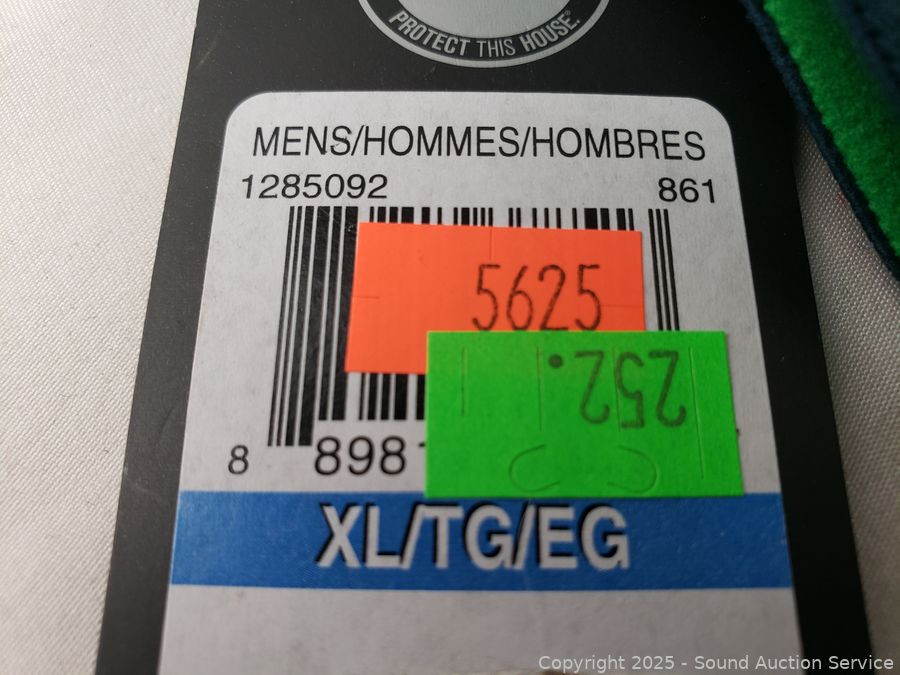 PROTECT THIS HOUSE.
MENS/HOMMES/HOMBRES
1285092 861
5625
252.
8 898
XL/TG/EG
Copyright © 2025 - Sound Auction Service